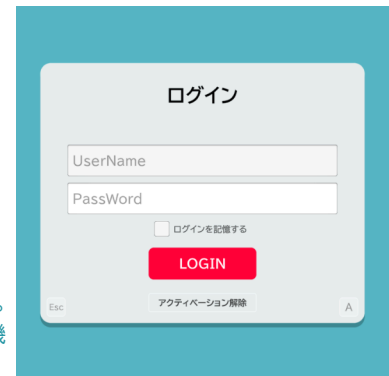 ログイン
UserName
PassWord
ログインを記憶する
LOGIN
アクティベーション解除
Esc
A